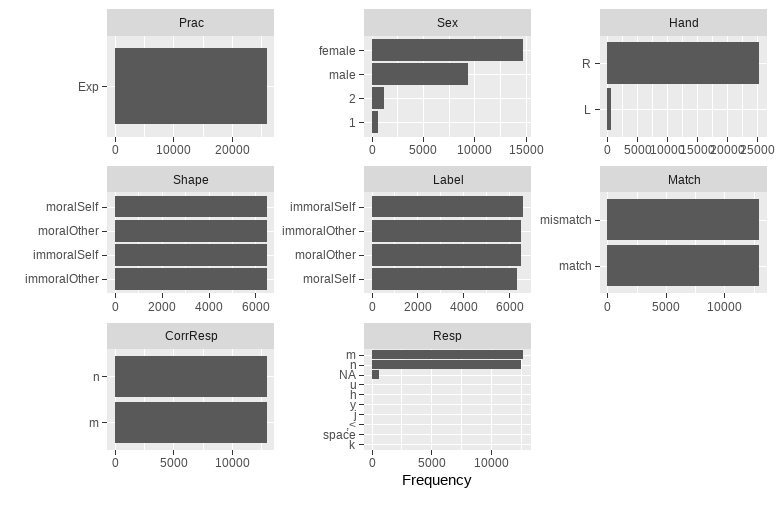 Prac
Exp
0 10000 20000
Sex
female
male
2
1
0 5000 10000 15000
Hand
R
L
0 5000 10000 15000 20000 25000
Shape
moralSelf
moralOther
immoralSelf
immoralOther
0 2000 4000 6000
Label
immoralSelf
immoralOther
moralOther
moralSelf
0 2000 4000 6000
Match
mismatch
match
0 5000 10000
CorrResp
n
m
0 5000 10000
Resp
m
n
NA
u
h
y
j
<
space
k
0 5000 10000
Frequency